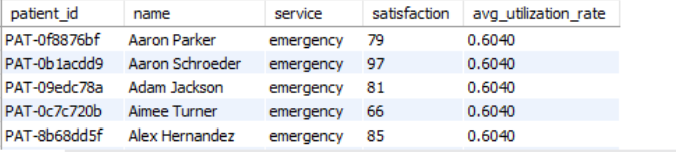 patient_id name service satisfaction avg_utilization_rate
PAT-0f8876bf Aaron Parker emergency 79 0.6040
PAT-0b1acdd9 Aaron Schroeder emergency 97 0.6040
PAT-09edc78a Adam Jackson emergency 81 0.6040
PAT-0c7c720b Aimee Turner emergency 66 0.6040
PAT-8b68dd5f Alex Hernandez emergency 85 0.6040